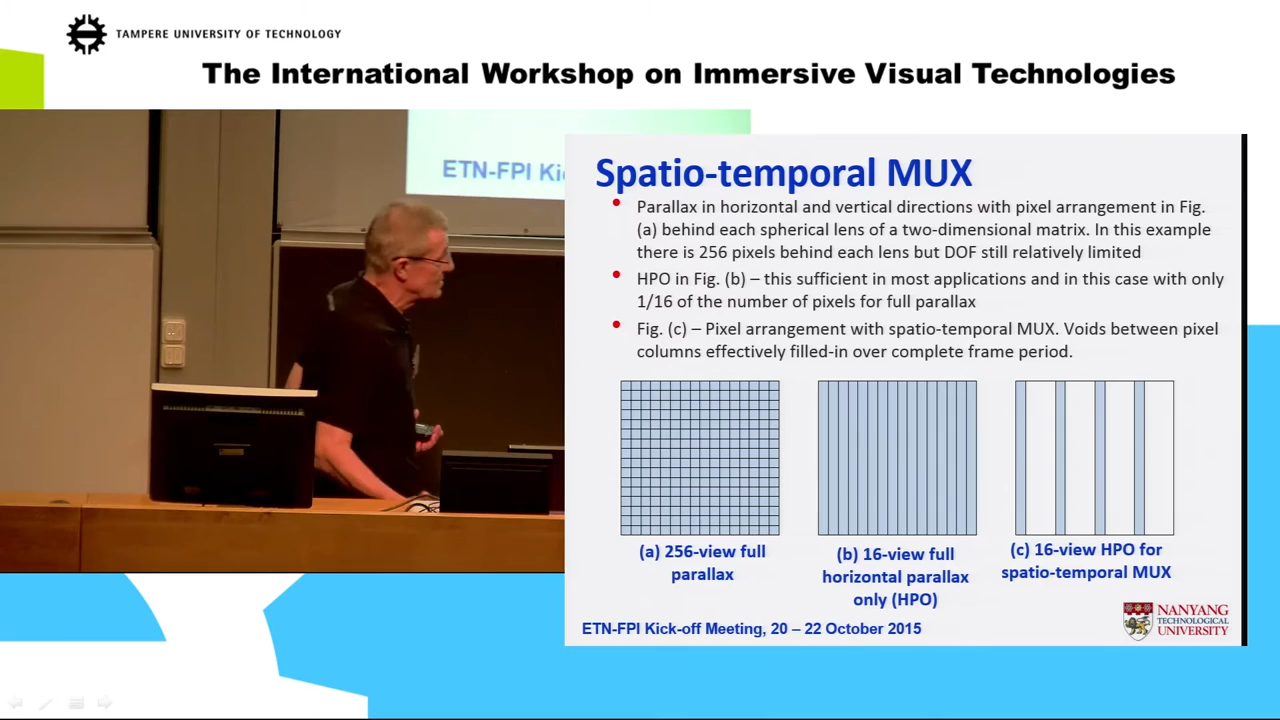 TAMPERE UNIVERSITY OF TECHNOLOGY
The International Workshop on Immersive Visual Technologies
ETN-FPI Ki
Spatio-temporal MUX
Parallax in horizontal and vertical directions with pixel arrangement in Fig.
(a) behind each spherical lens of a two-dimensional matrix. In this example
there is 256 pixels behind each lens but DOF still relatively limited
HPO in Fig. (b) – this sufficient in most applications and in this case with only
1/16 of the number of pixels for full parallax
Fig. (c) – Pixel arrangement with spatio-temporal MUX. Voids between pixel
columns effectively filled-in over complete frame period.
(a) 256-view full
parallax
(b) 16-view full
horizontal parallax
only (HPO)
(c) 16-view HPO for
spatio-temporal MUX
ETN-FPI Kick-off Meeting, 20 – 22 October 2015
NANYANG
TECHNOLOGICAL
UNIVERSITY